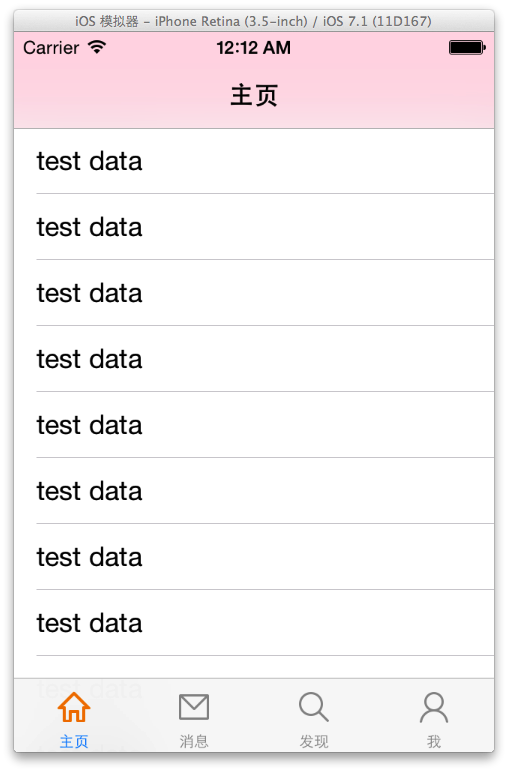 iOS 模拟器 - iPhone Retina (3.5-inch) / iOS 7.1 (11D167)
Carrier 12:12 AM
主页
test data
test data
test data
test data
test data
test data
test data
test data
test data
主页 消息 发现 我